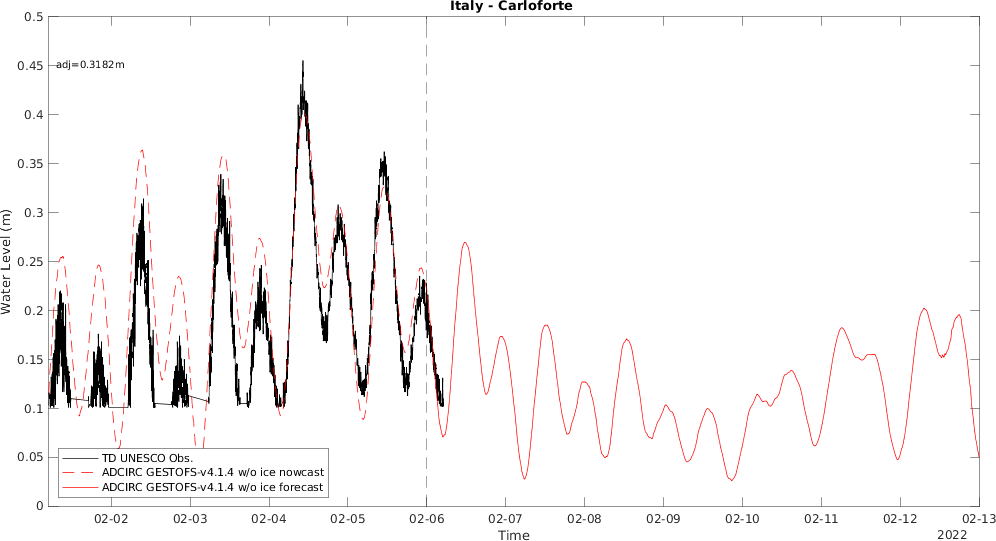 Italy - Carloforte
0.5
0.45
0.4
0.35
0.3
0.25
0.2
0.15
0.1
0.05
0
Water Level (m)
adj=0.3182m
TD UNESCO Obs.
ADCIRC GESTOFS-v4.1.4 w/o ice nowcast
ADCIRC GESTOFS-v4.1.4 w/o ice forecast
02-02 02-03 02-04 02-05 02-06 02-07 02-08 02-09 02-10 02-11 02-12 02-13
Time
2022